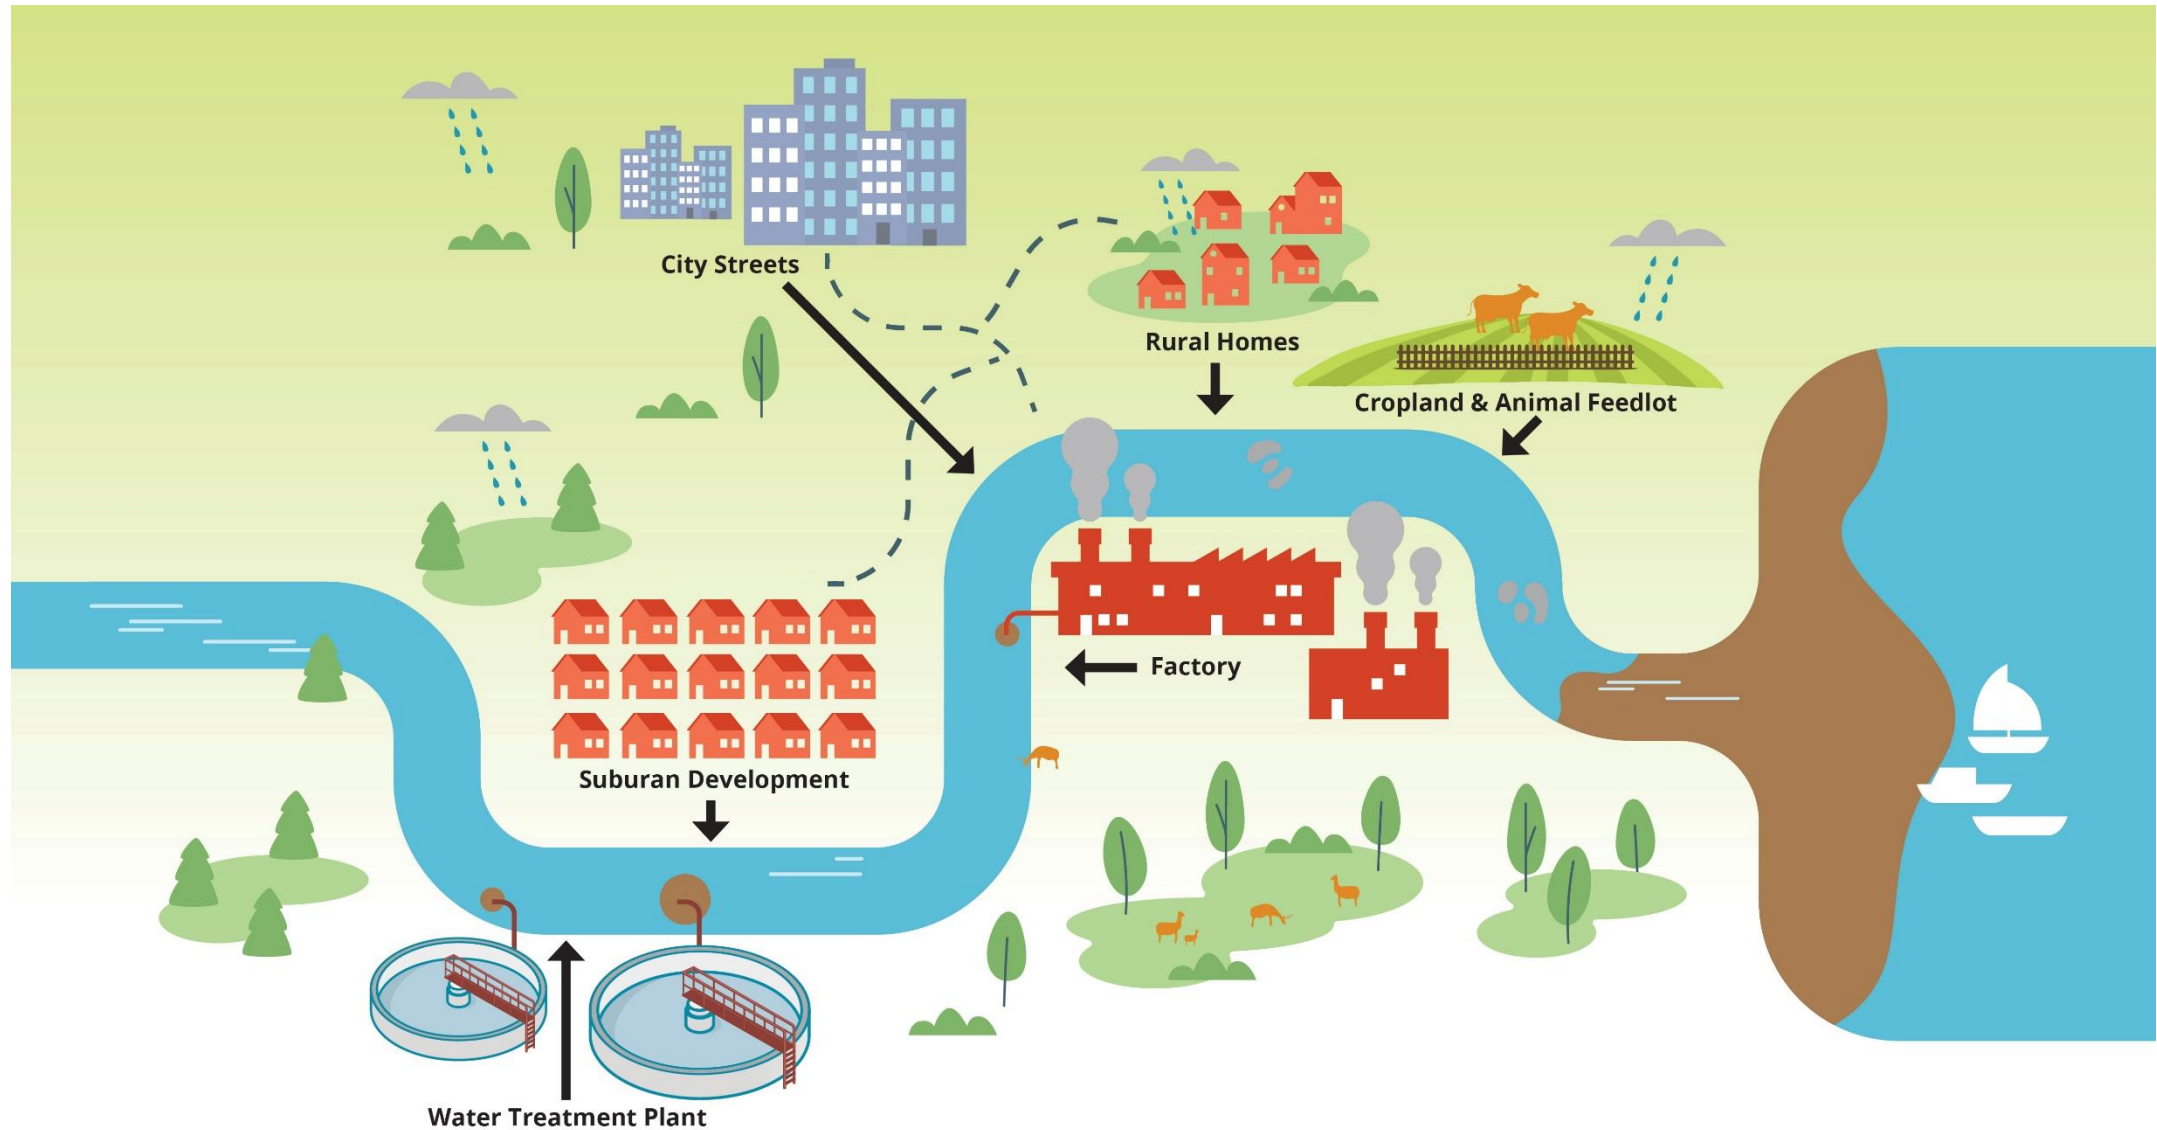 City Streets
Rural Homes
Cropland & Animal Feedlot
Factory
Suburan Development
Water Treatment Plant